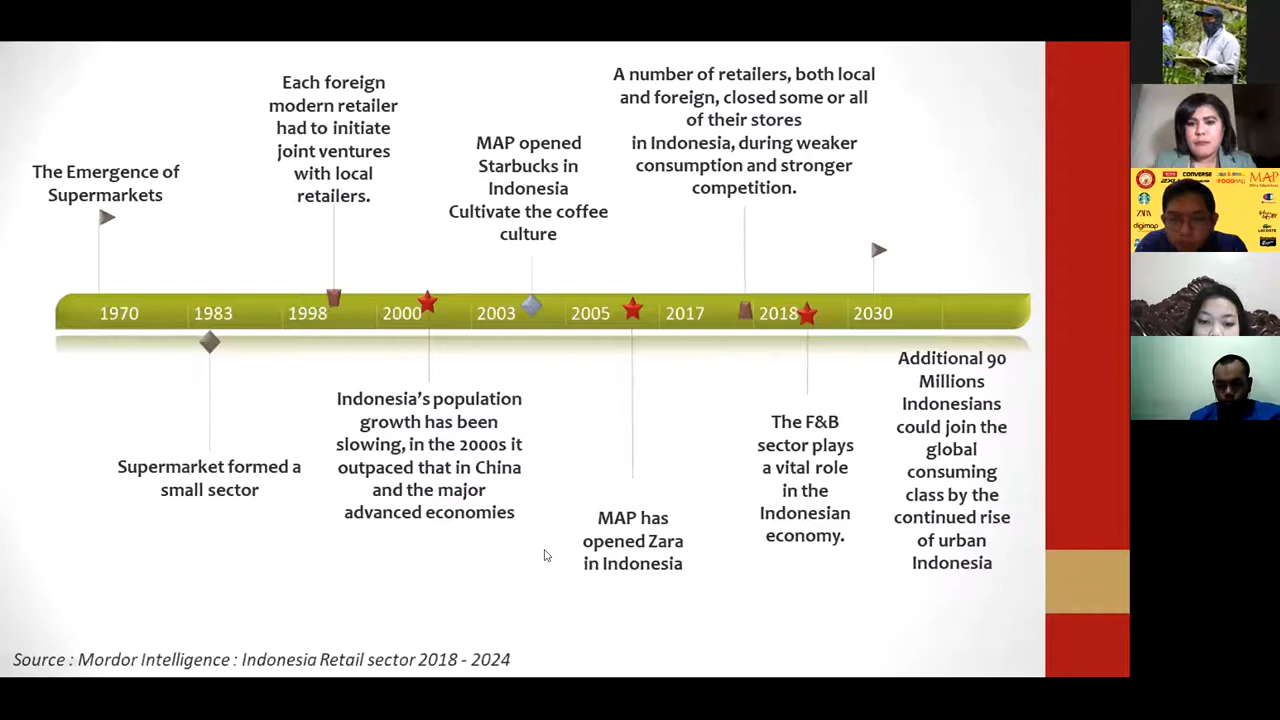 The Emergence of
Supermarkets
Each foreign
modern retailer
had to initiate
joint ventures
with local
retailers.
MAP opened
Starbucks in
Indonesia
Cultivate the coffee
culture
A number of retailers, both local
and foreign, closed some or all
of their stores
in Indonesia, during weaker
consumption and stronger
competition.
1970
1983
1998
2000
2003
2005
2017
2018
2030
Supermarket formed a
small sector
Indonesia’s population
growth has been
slowing, in the 2000s it
outpaced that in China
and the major
advanced economies
MAP has
opened Zara
in Indonesia
The F&B
sector plays
a vital role
in the
Indonesian
economy.
Additional 90
Millions
Indonesians
could join the
global
consuming
class by the
continued rise
of urban
Indonesia
Source : Mordor Intelligence : Indonesia Retail sector 2018 - 2024
CONVERSE
MAP
FOODHALL
ZARA
digimap
LACOSTE